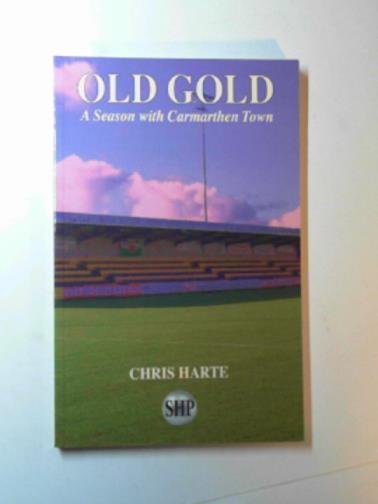 OLD GOLD
A Season with Carmarthen Town
CHRIS HARTE
SHP